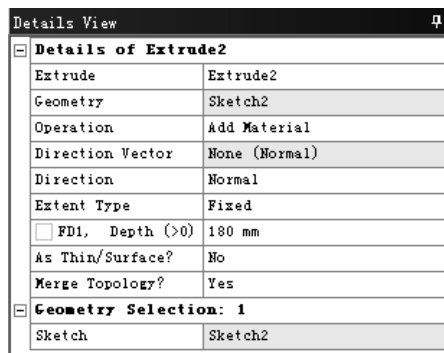 Details View
Details of Extrude2
Extrude Extrude2
Geometry Sketch2
Operation Add Material
Direction Vector None (Normal)
Direction Normal
Extent Type Fixed
FD1, Depth (>0) 180 mm
As Thin/Surface? No
Merge Topology? Yes
Geometry Selection: 1
Sketch Sketch2